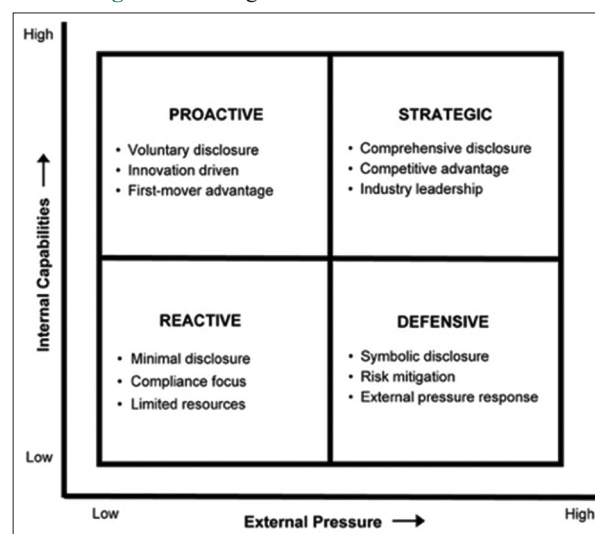 High
PROACTIVE
• Voluntary disclosure
• Innovation driven
• First-mover advantage
STRATEGIC
• Comprehensive disclosure
• Competitive advantage
• Industry leadership
Internal Capabilities
REACTIVE
• Minimal disclosure
• Compliance focus
• Limited resources
DEFENSIVE
• Symbolic disclosure
• Risk mitigation
• External pressure response
Low
Low
External Pressure
High